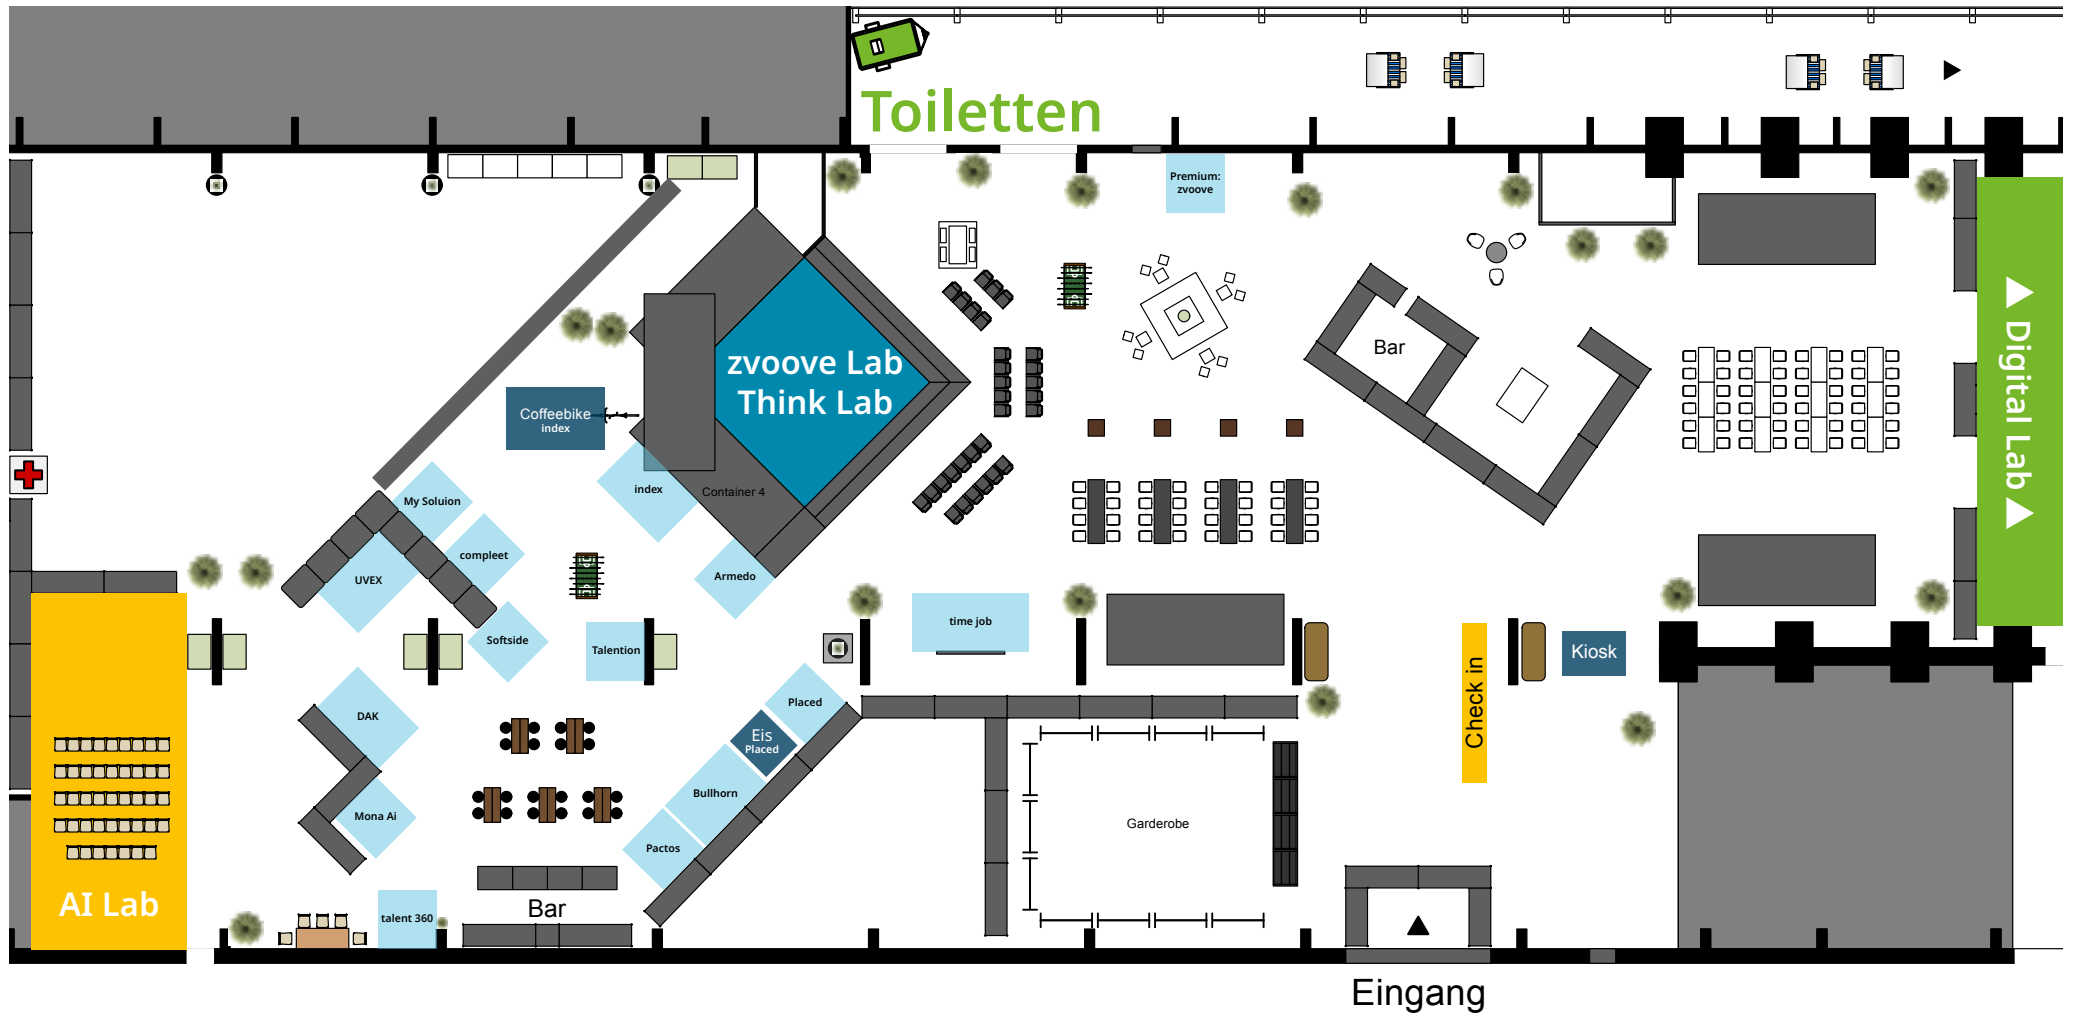 Toiletten
Premium:
zvoove
zvoove Lab
Think Lab
Bar
Digital Lab
Coffeebike
index
index
Container 4
My Soluion
compleet
UVEX
Armedo
Softside
Talention
time job
Kiosk
Check in
Placed
DAK
Eis
Placed
Bullhorn
Mona Ai
Pactos
Garderobe
AI Lab
talent 360
Bar
Eingang